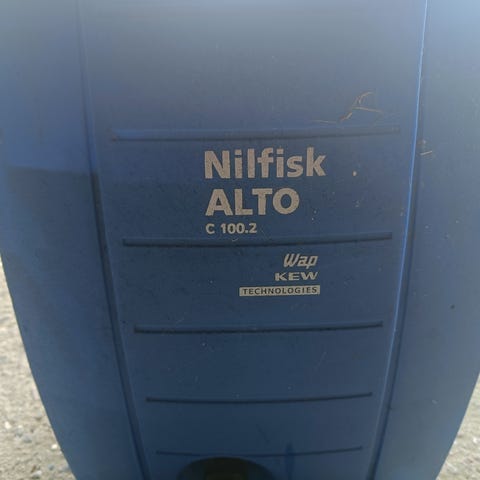 Nilfisk
ALTO
C 100.2
Wap
KEW
TECHNOLOGIES